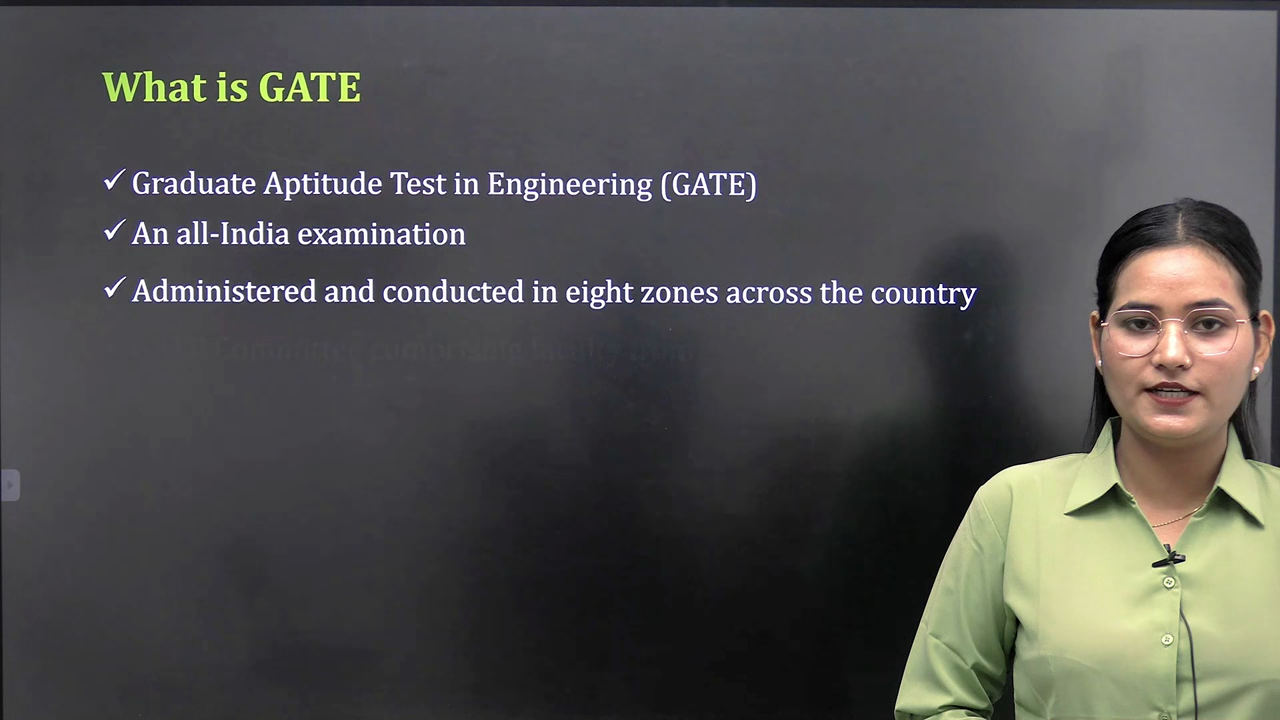 What is GATE
✓ Graduate Aptitude Test in Engineering (GATE)
✓ An all-India examination
✓ Administered and conducted in eight zones across the country